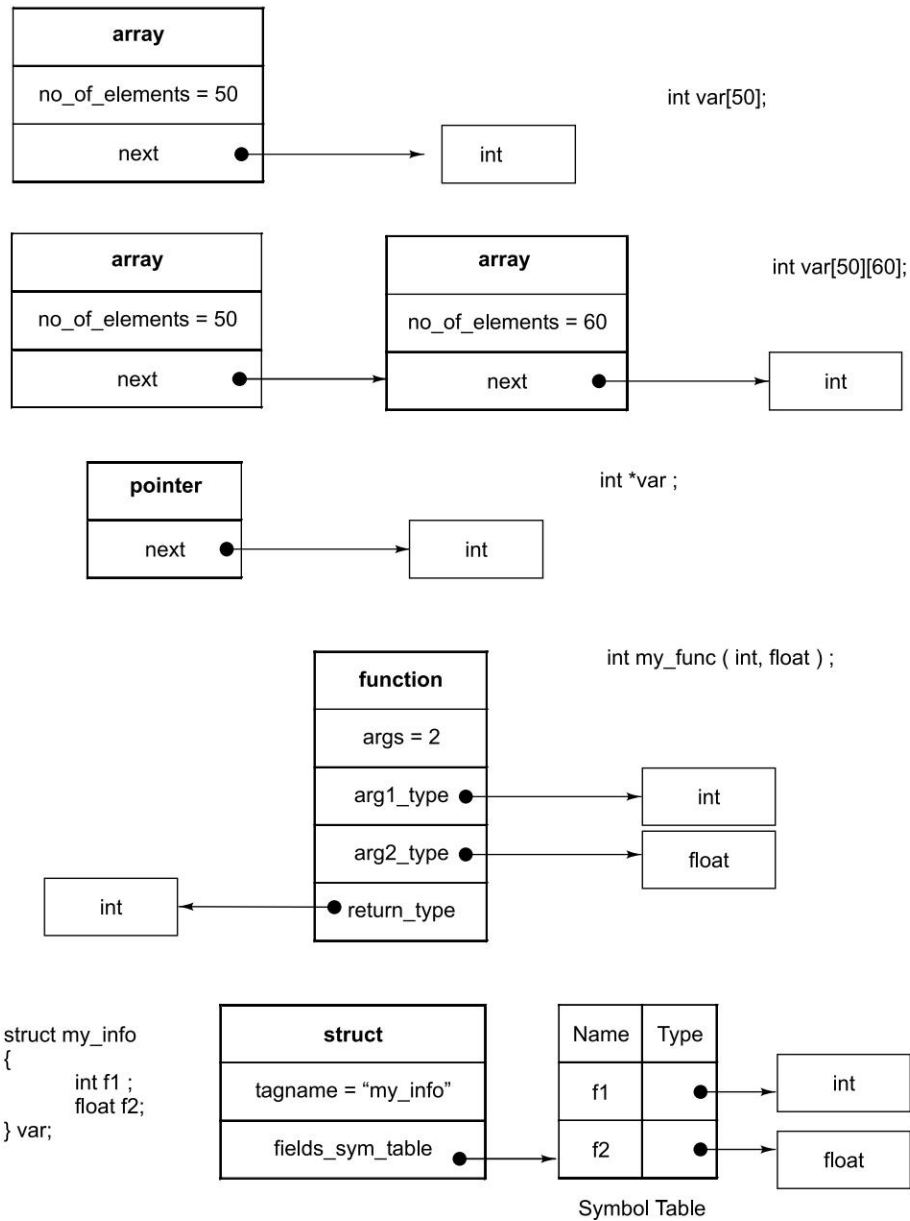 array
no_of_elements = 50
int var[50];
next
int
array
array
int var[50][60];
no_of_elements = 50
no_of_elements = 60
next
next
int
pointer
int *var ;
next
int
int my_func ( int, float ) ;
function
args = 2
arg1_type
int
arg2_type
float
int
return_type
struct my_info
{
int f1 ;
float f2;
} var;
struct
tagname = “my_info”
fields_sym_table
Name Type
f1
int
f2
float
Symbol Table